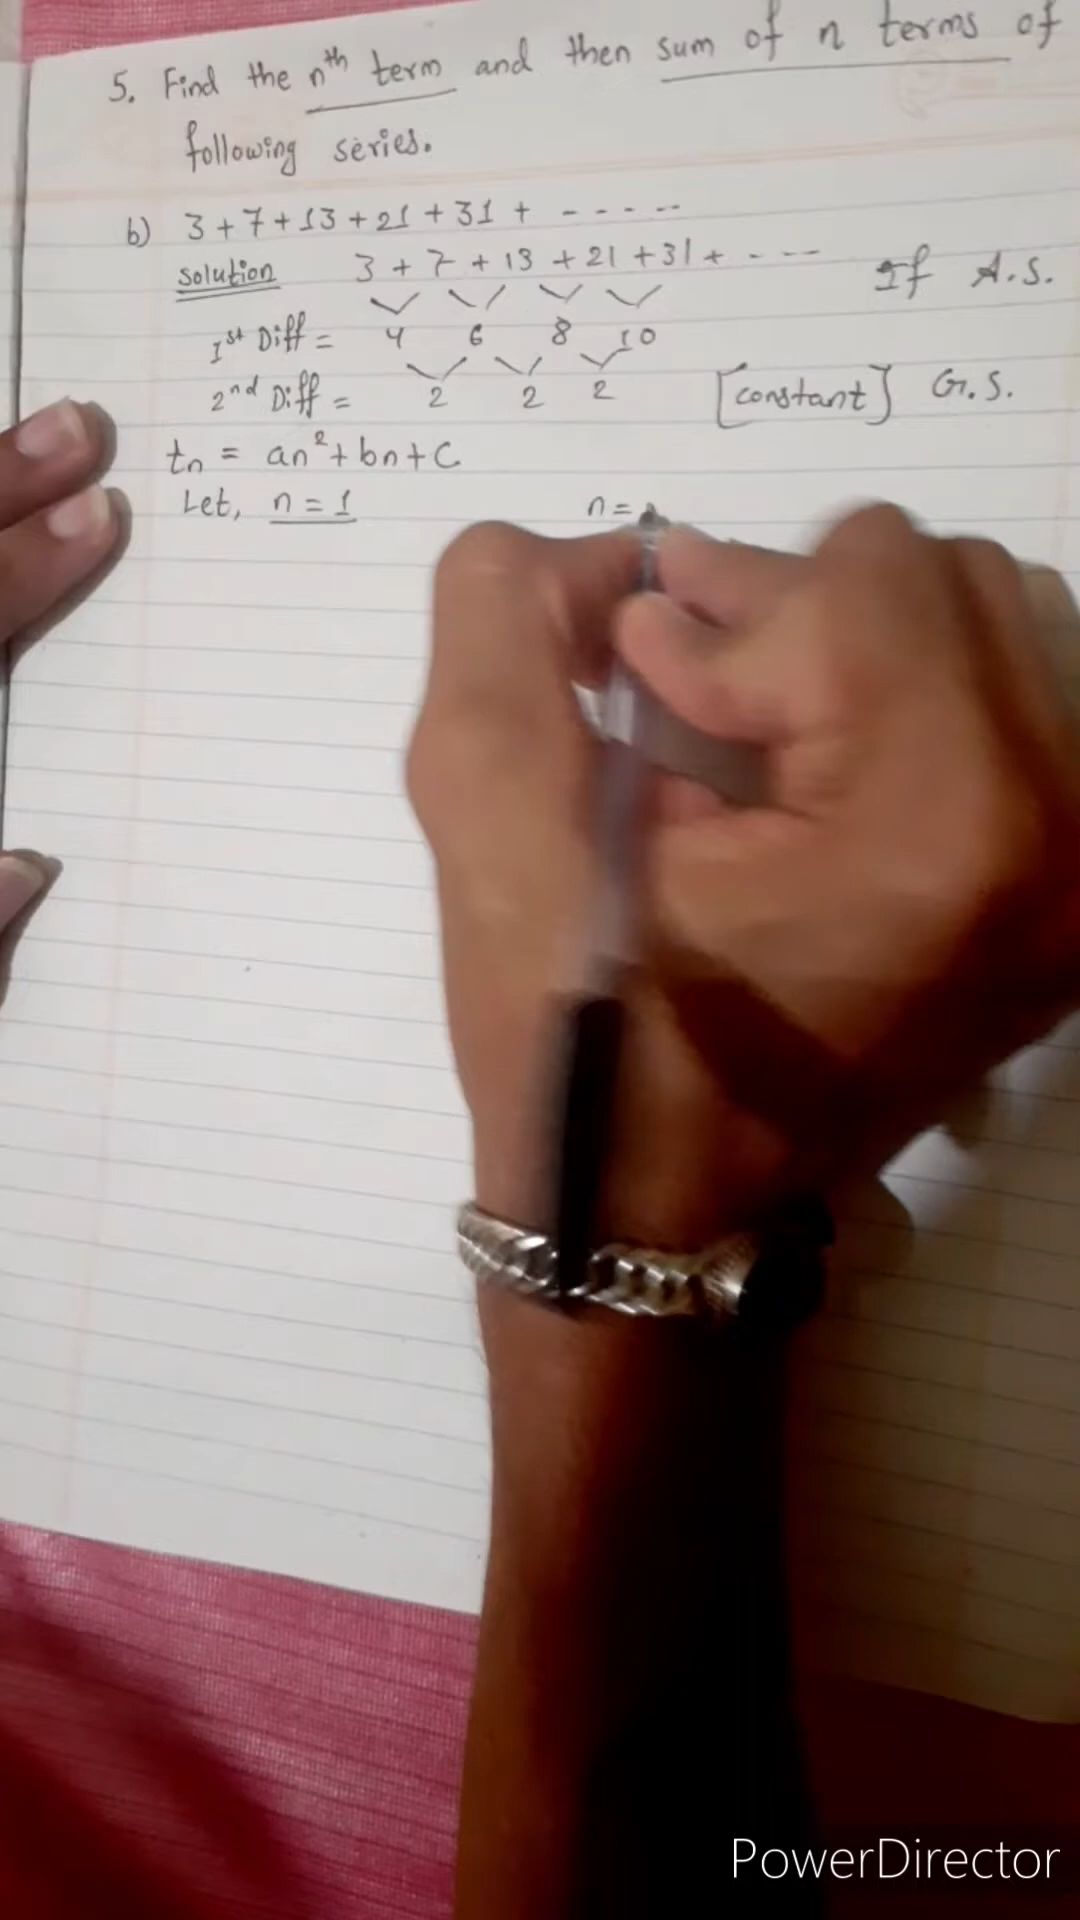 5. Find the nth term and then sum of n terms of
following series.
b) 3 + 7 + 13 + 21 + 31 + -----
Solution 3 + 7 + 13 + 21 + 31 + - -- If A.S.
1st Diff = 4 6 8 10
2nd Diff = 2 2 2 [constant] G.S.
tn = an² + bn + c
Let, n = 1 n =
PowerDirector